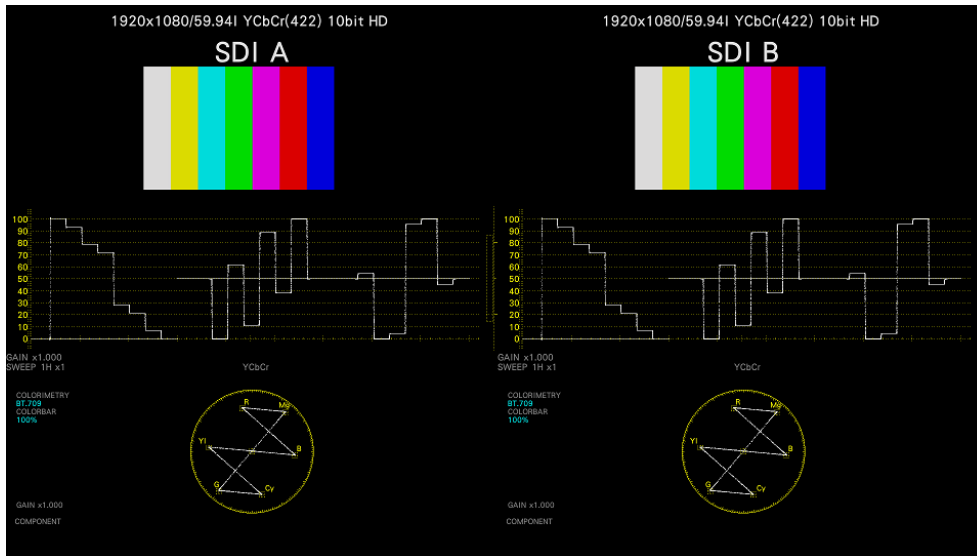 1920x1080/59.94I YCbCr(422) 10bit HD
SDI A
100
90
80
70
60
50
40
30
20
10
0
GAIN x1.000
SWEEP 1H x1
YCbCr
COLORIMETRY
BT.709
COLORBAR
100%
R
Mg
Yl
B
G
Cy
GAIN x1.000
COMPONENT
1920x1080/59.94I YCbCr(422) 10bit HD
SDI B
100
90
80
70
60
50
40
30
20
10
0
GAIN x1.000
SWEEP 1H x1
YCbCr
COLORIMETRY
BT.709
COLORBAR
100%
R
Mg
Yl
B
G
Cy
GAIN x1.000
COMPONENT